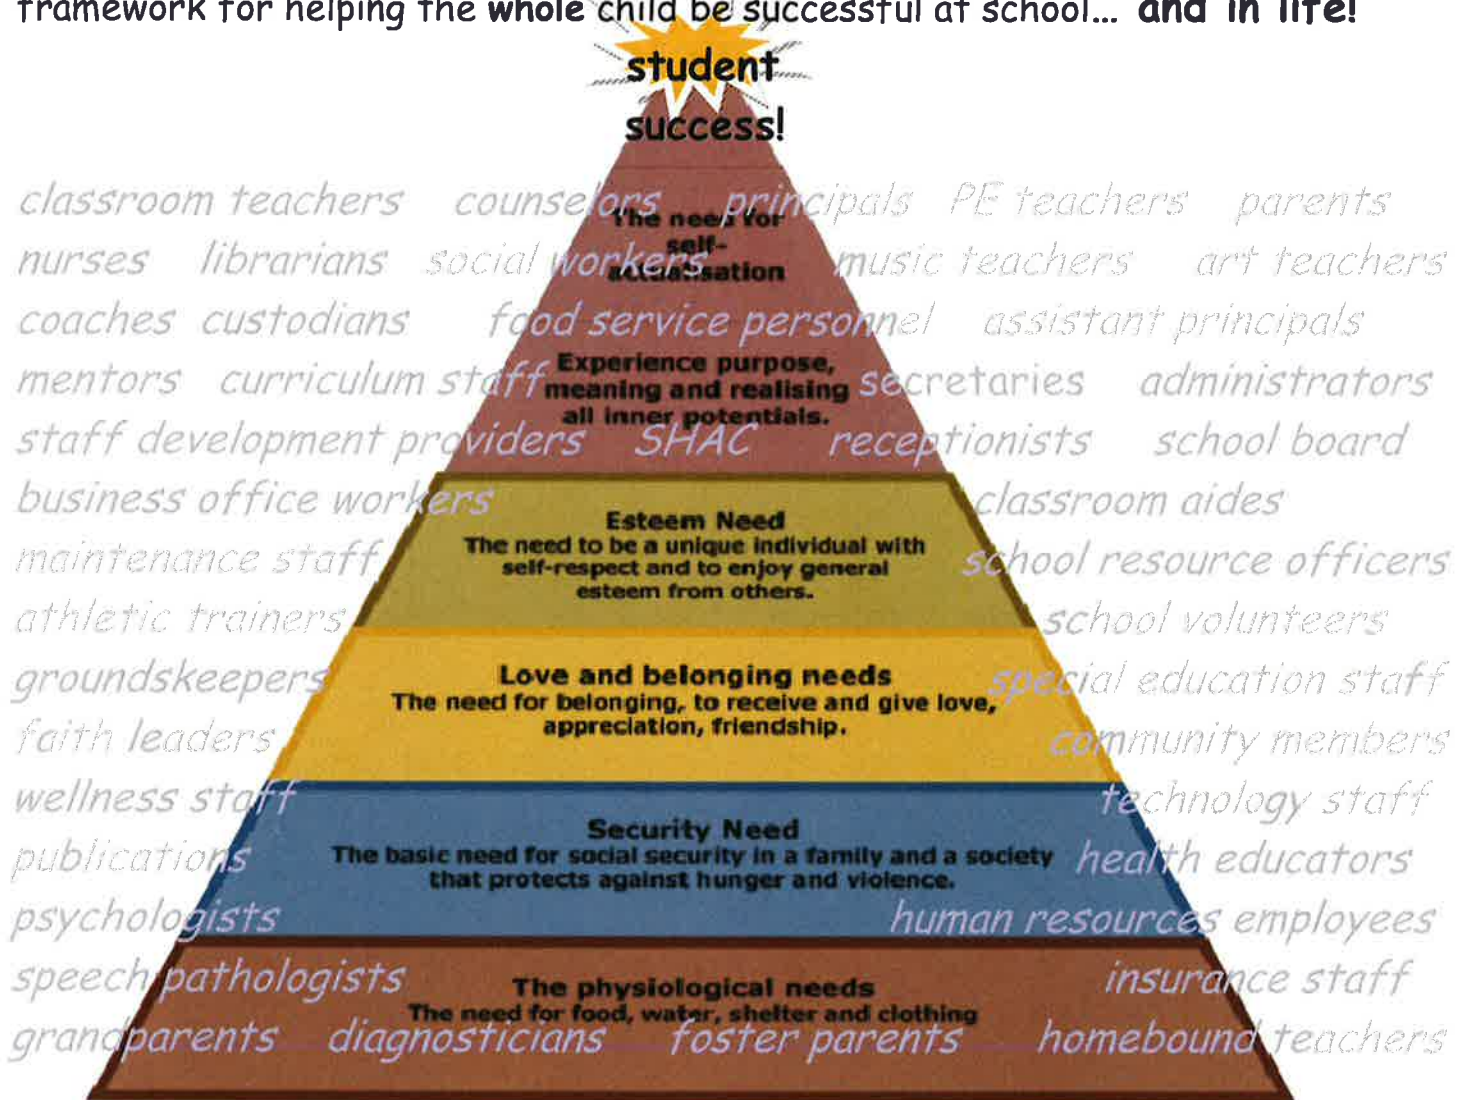 framework for helping the whole child be successful at school... and in life!
student
success!
classroom teachers counselors principals PE teachers parents
The need for
self-
actualisation
nurses librarians social workers music teachers art teachers
coaches custodians food service personnel assistant principals
Experience purpose,
meaning and realising
all inner potentials.
mentors curriculum staff secretaries administrators
staff development providers SHAC receptionists school board
business office workers classroom aides
Esteem Need
The need to be a unique individual with
self-respect and to enjoy general
esteem from others.
maintenance staff school resource officers
athletic trainers school volunteers
groundskeepers special education staff
Love and belonging needs
The need for belonging, to receive and give love,
appreciation, friendship.
faith leaders community members
wellness staff technology staff
Security Need
The basic need for social security in a family and a society
that protects against hunger and violence.
publications health educators
psychologists human resources employees
speech pathologists insurance staff
The physiological needs
The need for food, water, shelter and clothing
grandparents diagnosticians foster parents homebound teachers